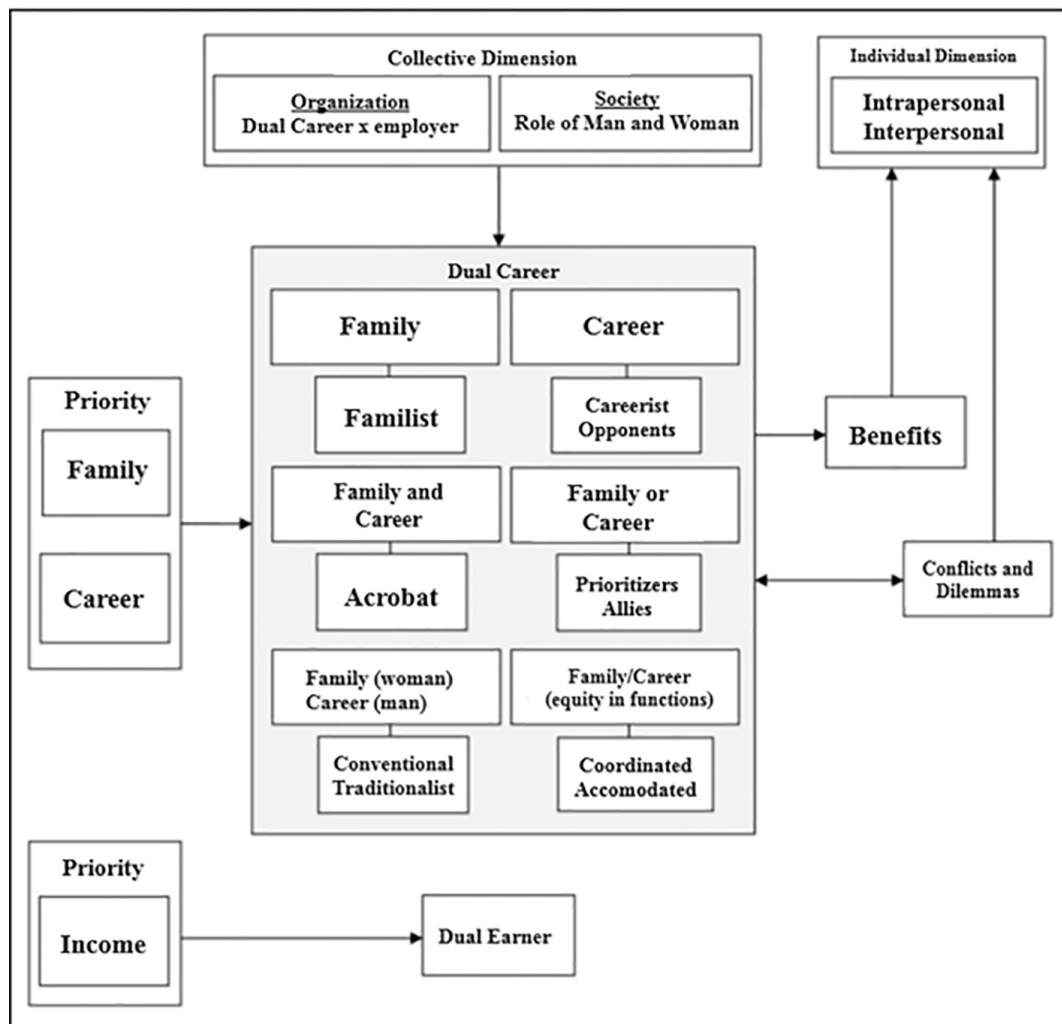 Collective Dimension
Organization
Dual Career x employer
Society
Role of Man and Woman
Individual Dimension
Intrapersonal
Interpersonal
Dual Career
Family
Career
Familist
Careerist
Opponents
Family and
Career
Family or
Career
Acrobat
Prioritizers
Allies
Family (woman)
Career (man)
Family/Career
(equity in functions)
Conventional
Traditionalist
Coordinated
Accomodated
Priority
Family
Career
Benefits
Conflicts and
Dilemmas
Priority
Income
Dual Earner